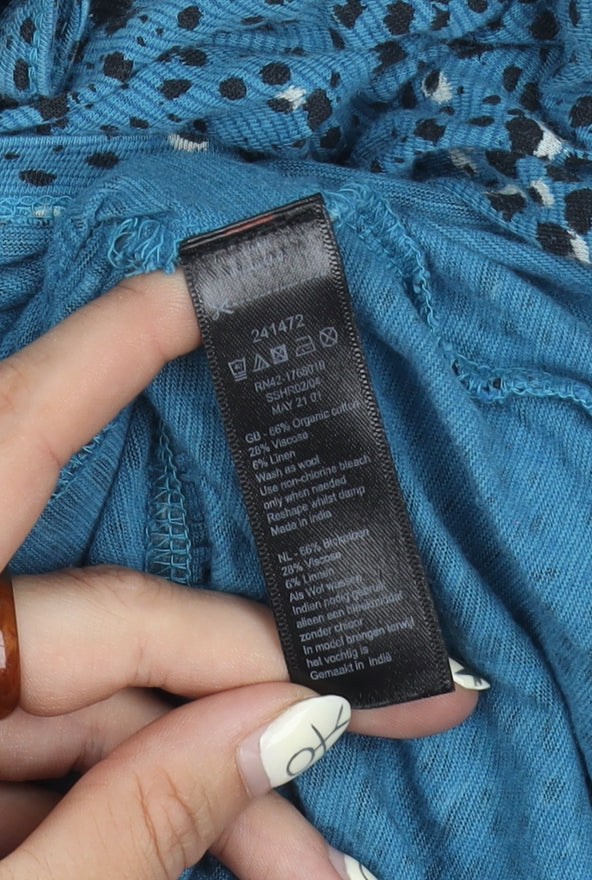 241472
RN42-1766019
SSHR02/04
MAY 21 01
GB - 66% Organic cotton
28% Viscose
6% Linen
Wash as wool
Use non-chlorine bleach
only when needed
Reshape whilst damp
Made in India
NL - 66% Biokatoen
28% Viscose
6% Linnen
Als Wol wassen
Indien nodig gebruik
alleen een bleekmiddel
zonder chloor
In model brengen terwijl
het vochtig is
Gemaakt in India